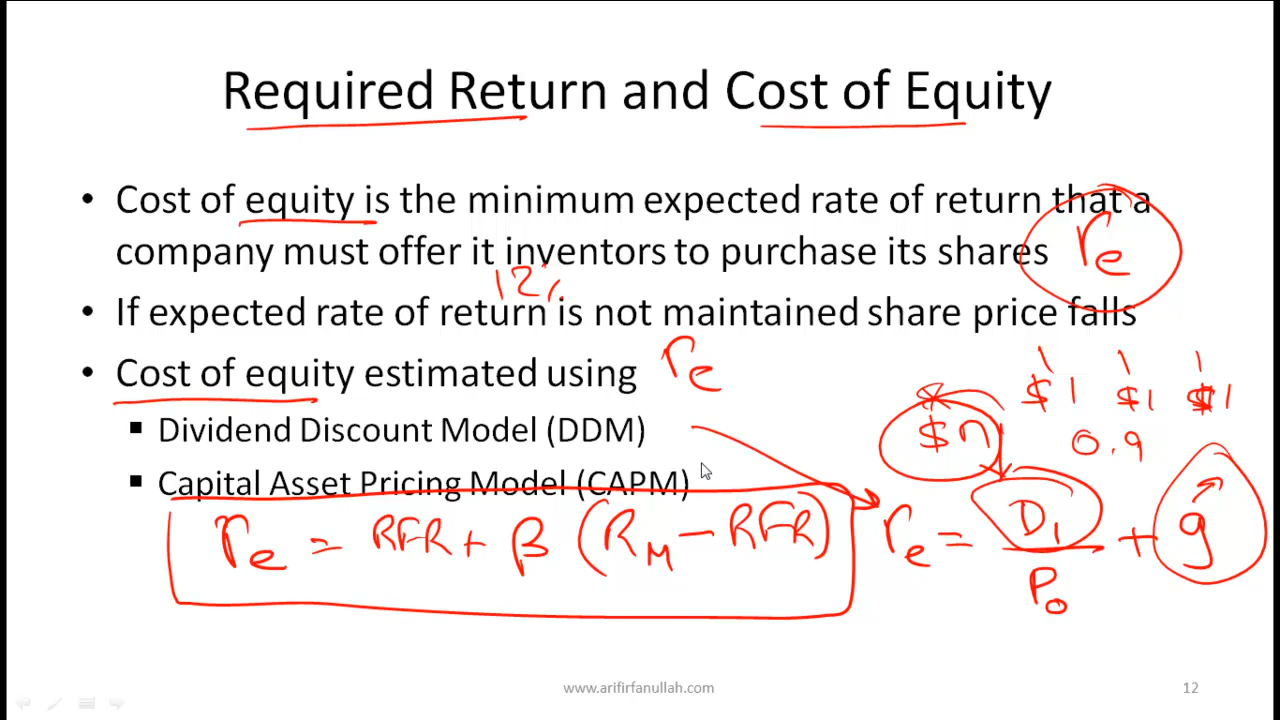 Required Return and Cost of Equity
• Cost of equity is the minimum expected rate of return that a
company must offer it inventors to purchase its shares
re
12%
• If expected rate of return is not maintained share price falls
• Cost of equity estimated using
re
▪ Dividend Discount Model (DDM)
▪ Capital Asset Pricing Model (CAPM)
1 1 1
$1 $1 $1
0.9
re = RFR + β (RM − RFR)
re = D1 / P0 + g
www.arifirfanullah.com
12